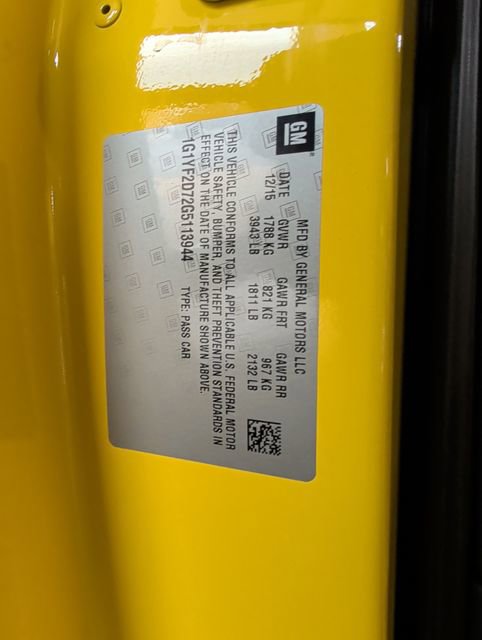 GM
MFD BY GENERAL MOTORS LLC
DATE GVWR GAWR FRT GAWR RR
12/15 1788 KG 821 KG 967 KG
3943 LB 1811 LB 2132 LB
THIS VEHICLE CONFORMS TO ALL APPLICABLE U.S. FEDERAL MOTOR
VEHICLE SAFETY, BUMPER, AND THEFT PREVENTION STANDARDS IN
EFFECT ON THE DATE OF MANUFACTURE SHOWN ABOVE.
1G1YF2D72G5113944 TYPE: PASS CAR